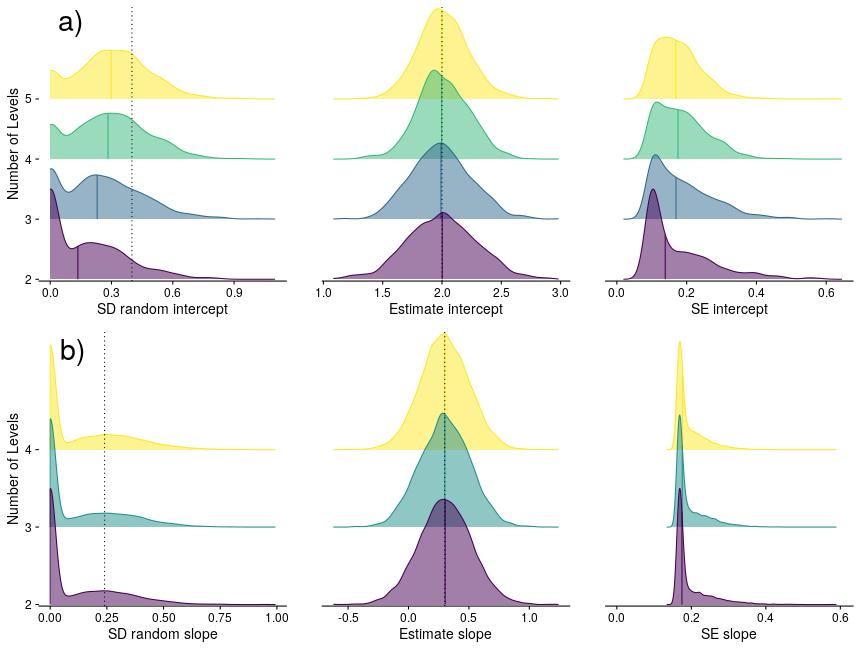 a)
Number of Levels
5
4
3
2
0.0 0.3 0.6 0.9
SD random intercept
1.0 1.5 2.0 2.5 3.0
Estimate intercept
0.0 0.2 0.4 0.6
SE intercept
b)
Number of Levels
4
3
2
0.00 0.25 0.50 0.75 1.00
SD random slope
-0.5 0.0 0.5 1.0
Estimate slope
0.0 0.2 0.4 0.6
SE slope